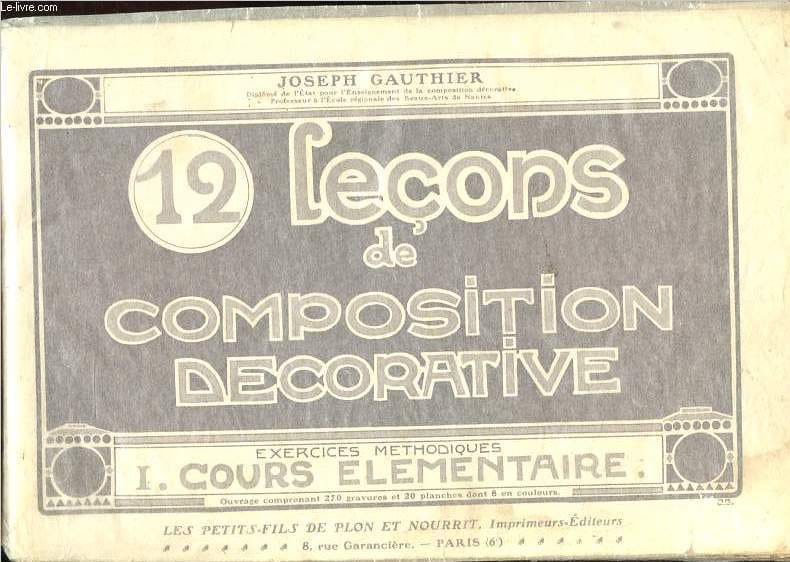 Le-livre.com
JOSEPH GAUTHIER
Diplômé de l'État pour l'Enseignement de la composition décorative
Professeur à l'École régionale des Beaux-Arts de Nantes
12 leçons
de
COMPOSITION
DECORATIVE
EXERCICES METHODIQUES
I. COURS ELEMENTAIRE.
Ouvrage comprenant 270 gravures et 20 planches dont 8 en couleurs.
LES PETITS-FILS DE PLON ET NOURRIT, Imprimeurs-Éditeurs
8, rue Garancière. — PARIS (6e)